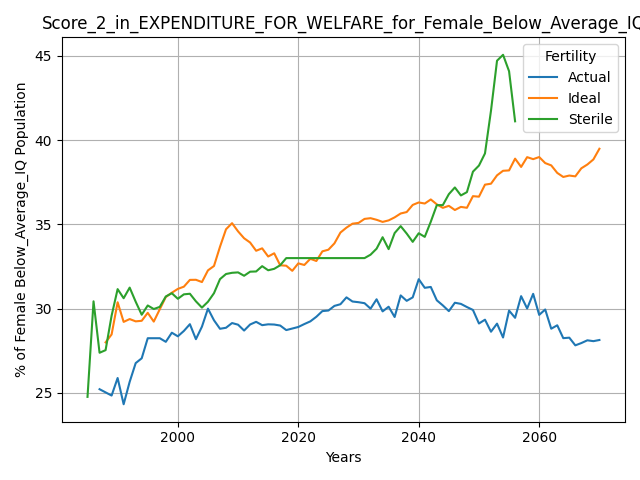 Score_2_in_EXPENDITURE_FOR_WELFARE_for_Female_Below_Average_IQ
Fertility
Actual
Ideal
Sterile
% of Female Below_Average_IQ Population
45
40
35
30
25
2000
2020
2040
2060
Years